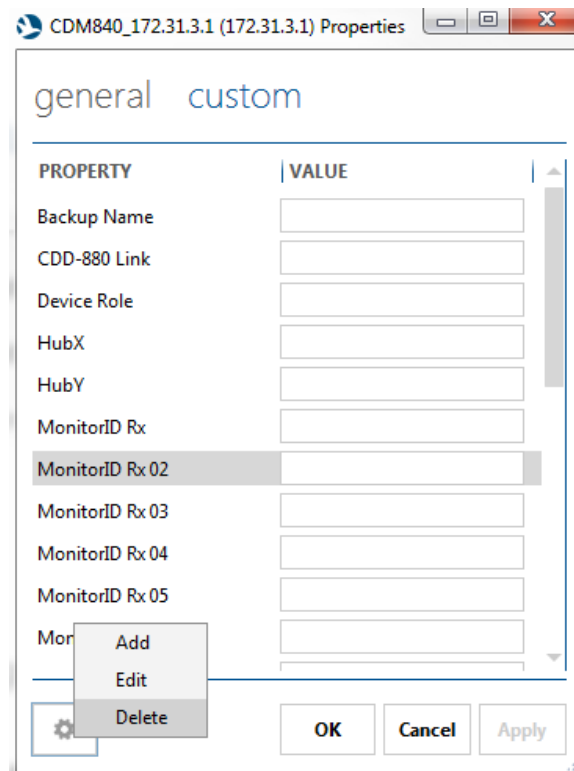 CDM840_172.31.3.1 (172.31.3.1) Properties
general custom
PROPERTY VALUE
Backup Name
CDD-880 Link
Device Role
HubX
HubY
MonitorID Rx
MonitorID Rx 02
MonitorID Rx 03
MonitorID Rx 04
MonitorID Rx 05
Mon
Add
Edit
Delete
OK Cancel Apply